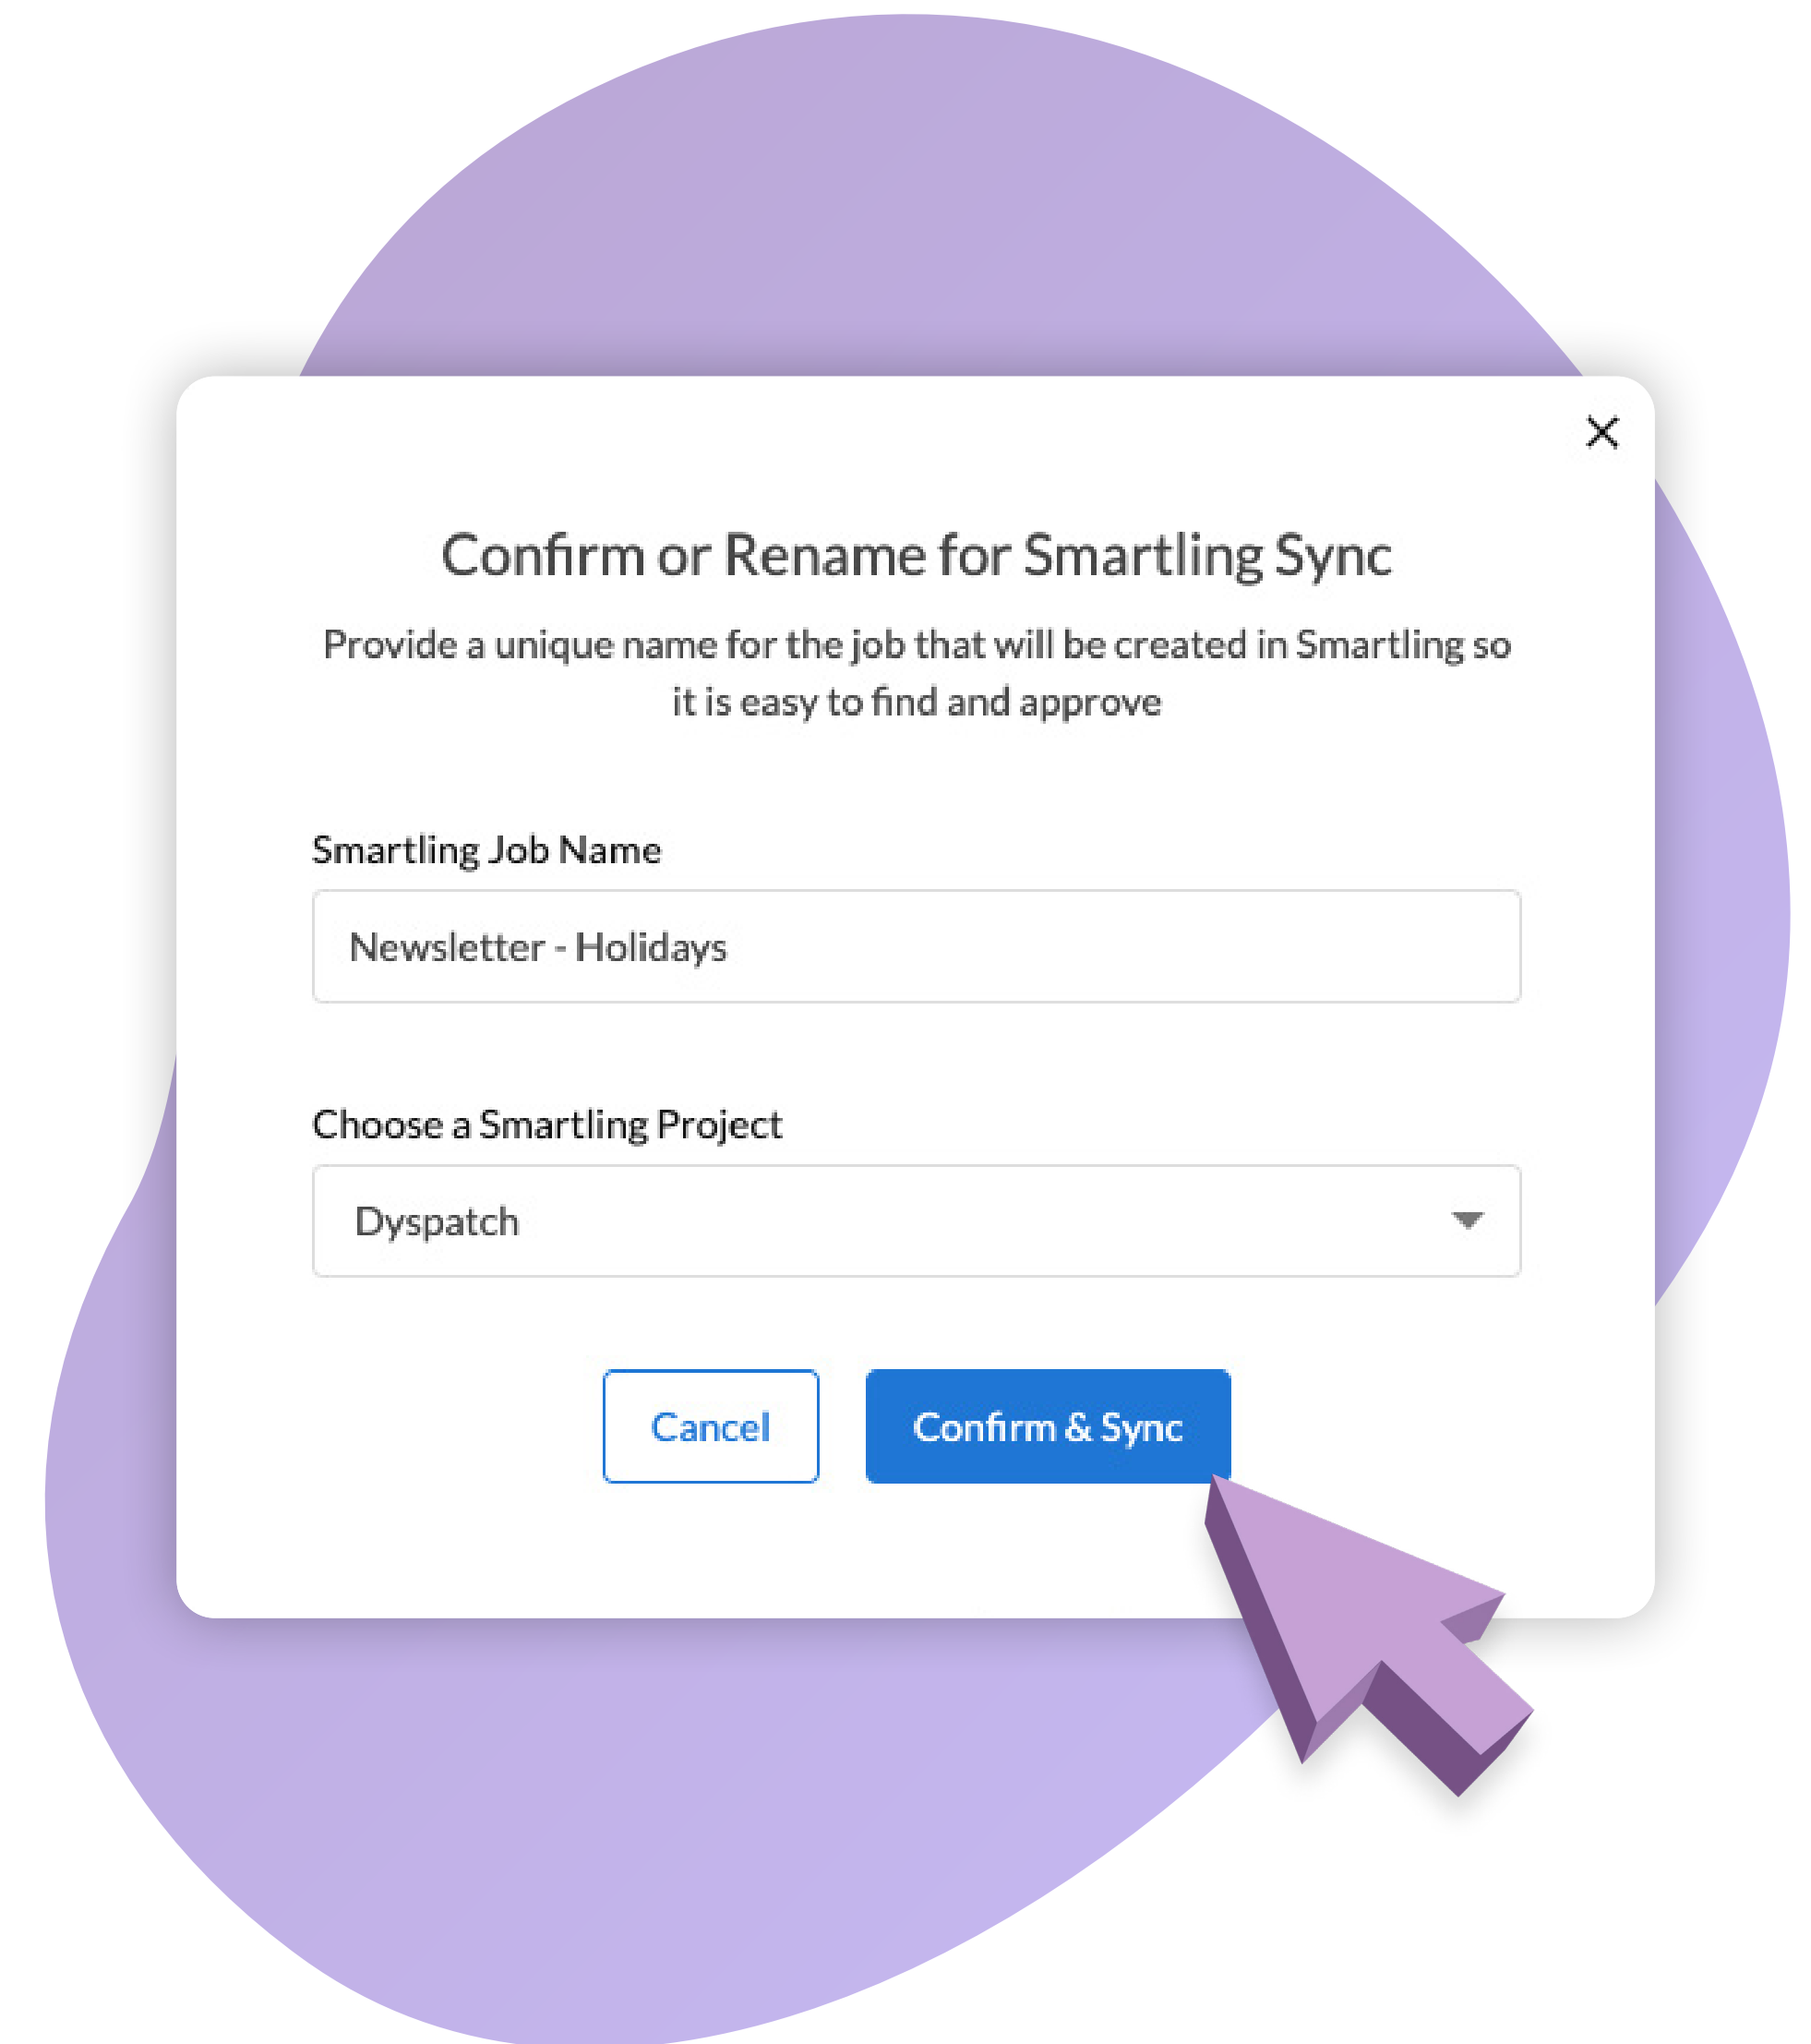 Confirm or Rename for Smartling Sync
Provide a unique name for the job that will be created in Smartling so
it is easy to find and approve
Smartling Job Name
Newsletter - Holidays
Choose a Smartling Project
Dyspatch
Cancel
Confirm & Sync